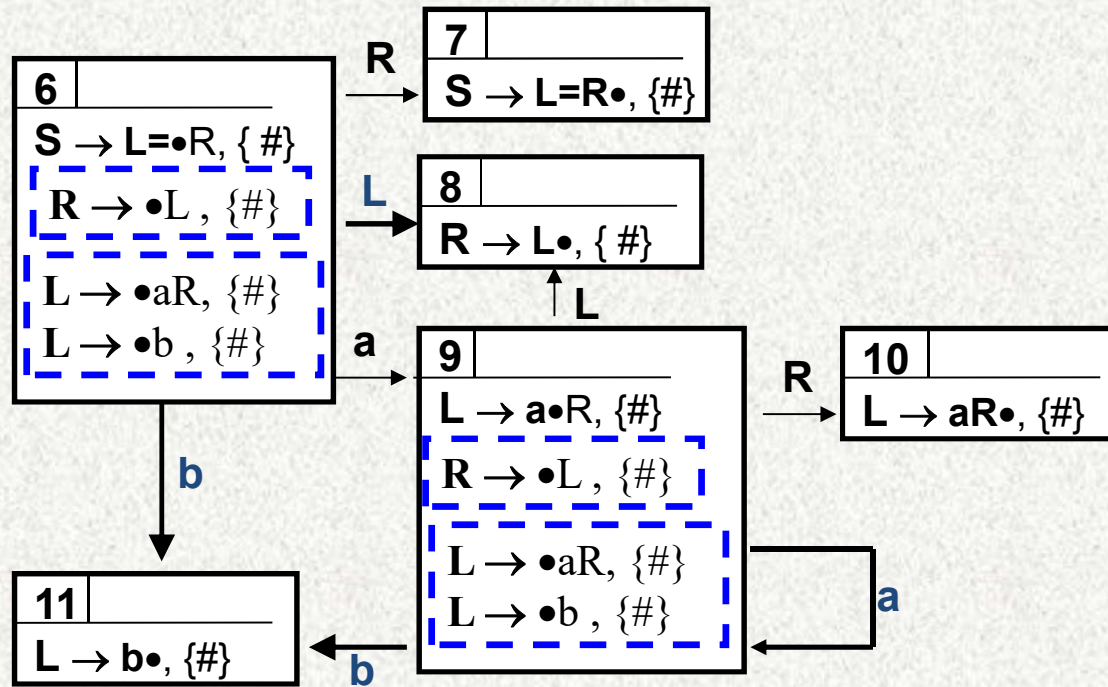 6
S → L=●R, { #}
R → ●L , {#}
L → ●aR, {#}
L → ●b , {#}
R
7
S → L=R●, {#}
L
8
R → L●, { #}
L
a
9
L → a●R, {#}
R → ●L , {#}
L → ●aR, {#}
L → ●b , {#}
R
10
L → aR●, {#}
a
b
11
L → b●, {#}
b